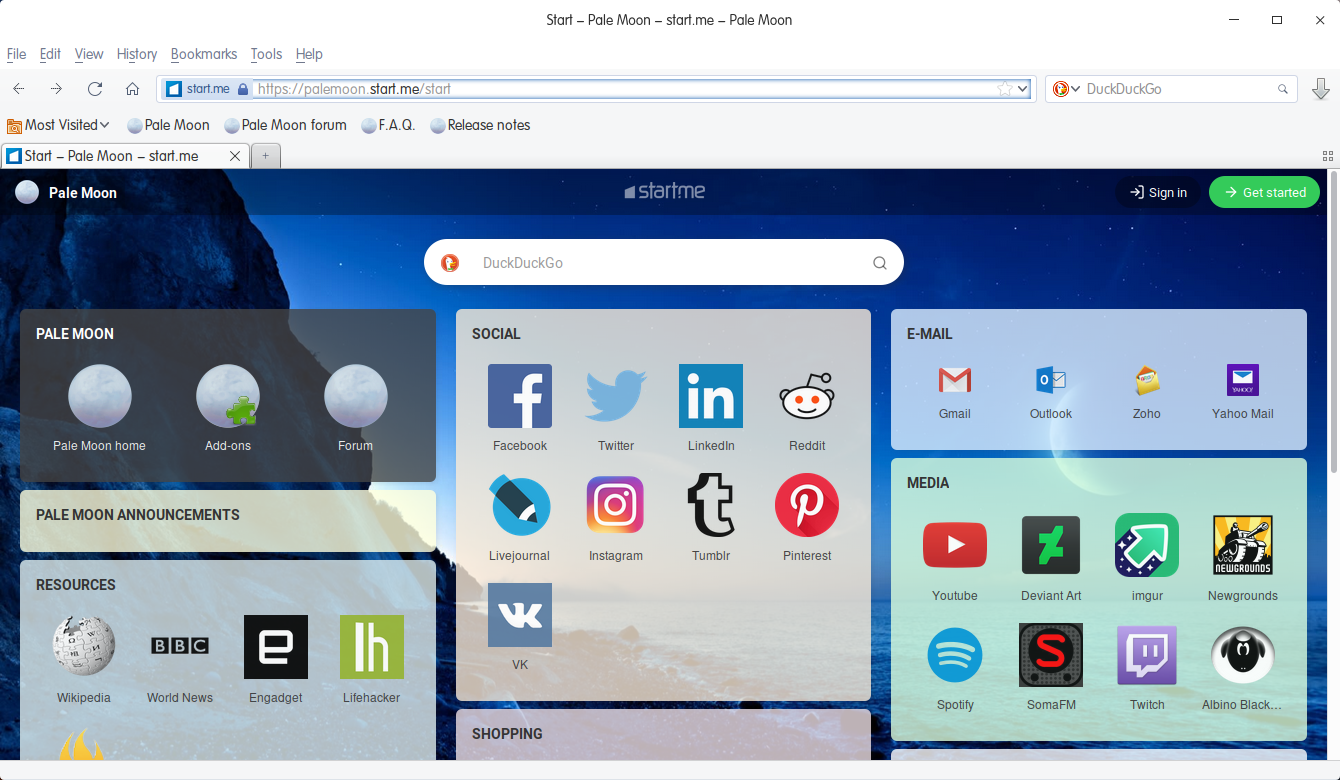 Start – Pale Moon – start.me – Pale Moon
File Edit View History Bookmarks Tools Help
start.me https://palemoon.start.me/start DuckDuckGo
Most Visited Pale Moon Pale Moon forum F.A.Q. Release notes
Start – Pale Moon – start.me
Pale Moon start.me Sign in Get started
DuckDuckGo
PALE MOON
Pale Moon home Add-ons Forum
PALE MOON ANNOUNCEMENTS
RESOURCES
BBC
Wikipedia World News Engadget Lifehacker
SOCIAL
Facebook Twitter LinkedIn Reddit
Livejournal Instagram Tumblr Pinterest
VK
SHOPPING
E-MAIL
YAHOO!
Gmail Outlook Zoho Yahoo Mail
MEDIA
NEWGROUNDS
Youtube Deviant Art imgur Newgrounds
Spotify SomaFM Twitch Albino Black...